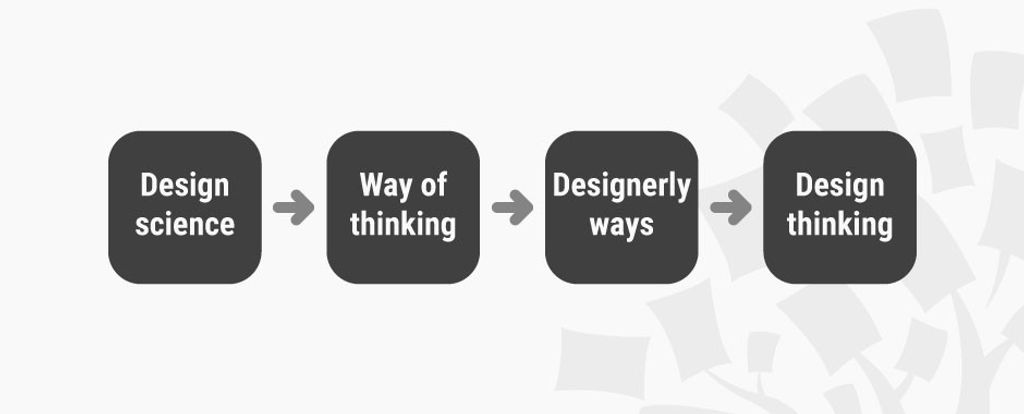 Design
science
Way of
thinking
Designerly
ways
Design
thinking